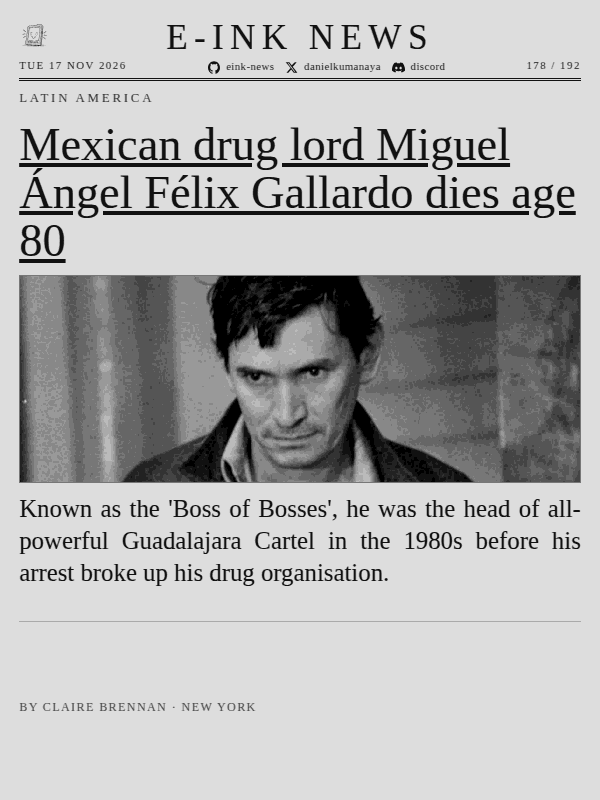 E-INK NEWS
TUE 17 NOV 2026
eink-news danielkumanaya discord
178 / 192
LATIN AMERICA
Mexican drug lord Miguel
Ángel Félix Gallardo dies age
80
Known as the 'Boss of Bosses', he was the head of all-
powerful Guadalajara Cartel in the 1980s before his
arrest broke up his drug organisation.
BY CLAIRE BRENNAN · NEW YORK